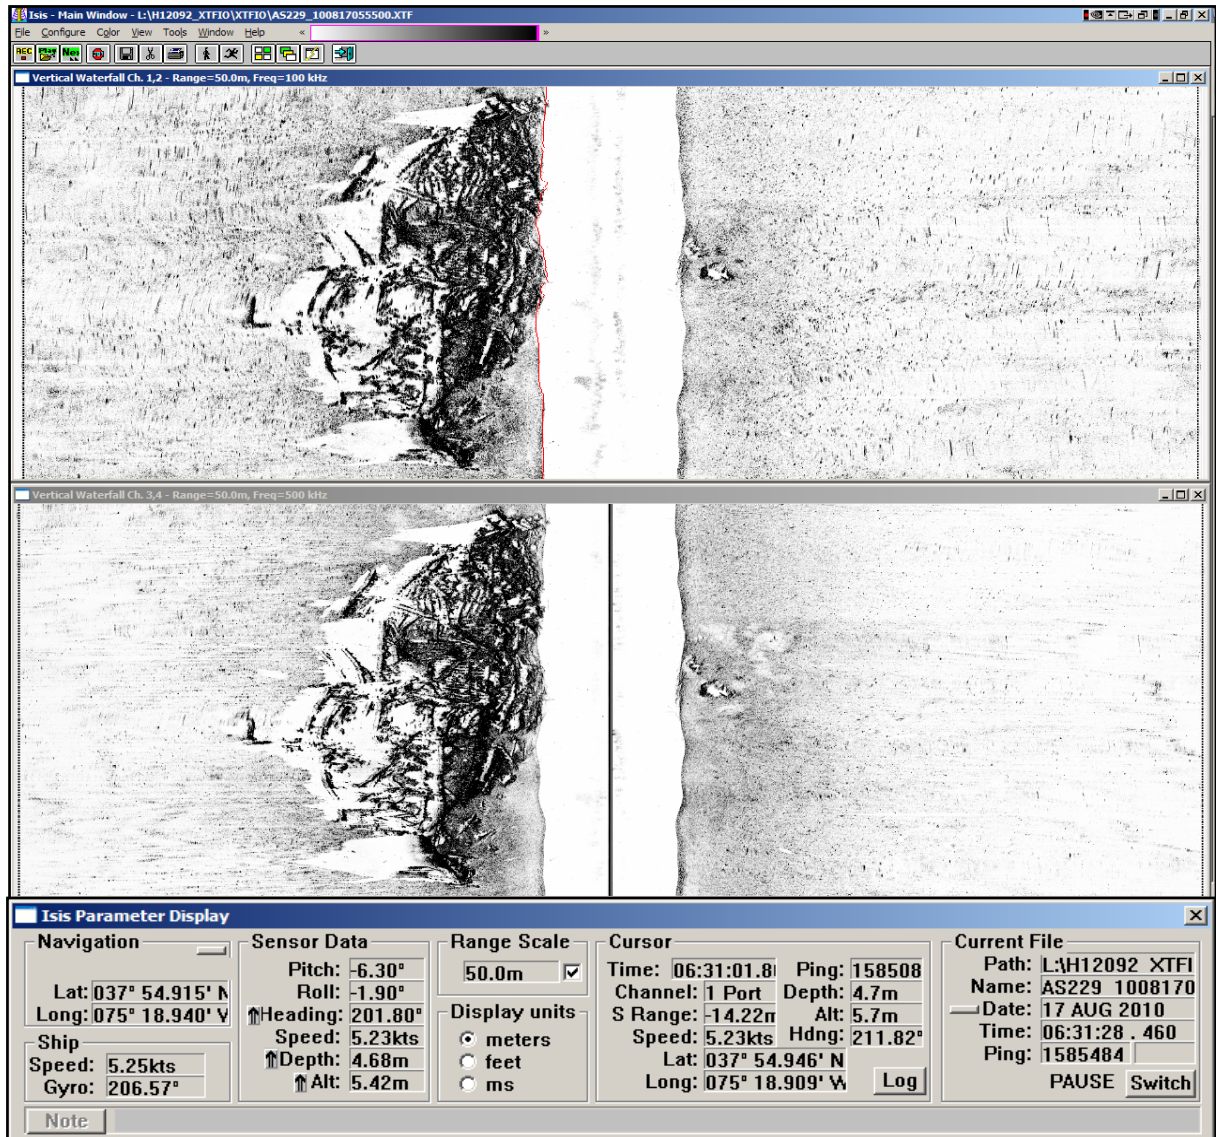 Isis - Main Window - L:\H12092_XTFIO\XTFIO\AS229_100817055500.XTF
File Configure Color View Tools Window Help « »
REC Play Nes
Vertical Waterfall Ch. 1,2 - Range=50.0m, Freq=100 kHz
Vertical Waterfall Ch. 3,4 - Range=50.0m, Freq=500 kHz
Isis Parameter Display
Navigation
Lat: 037° 54.915' N
Long: 075° 18.940' W
Ship
Speed: 5.25kts
Gyro: 206.57°
Sensor Data
Pitch: -6.30°
Roll: -1.90°
Heading: 201.80°
Speed: 5.23kts
Depth: 4.68m
Alt: 5.42m
Range Scale
50.0m
Display units
meters
feet
ms
Cursor
Time: 06:31:01.8 Ping: 158508
Channel: 1 Port Depth: 4.7m
S Range: -14.22m Alt: 5.7m
Speed: 5.23kts Hdng: 211.82°
Lat: 037° 54.946' N
Long: 075° 18.909' W Log
Current File
Path: L:\H12092_XTFI
Name: AS229_1008170
Date: 17 AUG 2010
Time: 06:31:28 . 460
Ping: 1585484
PAUSE Switch
Note